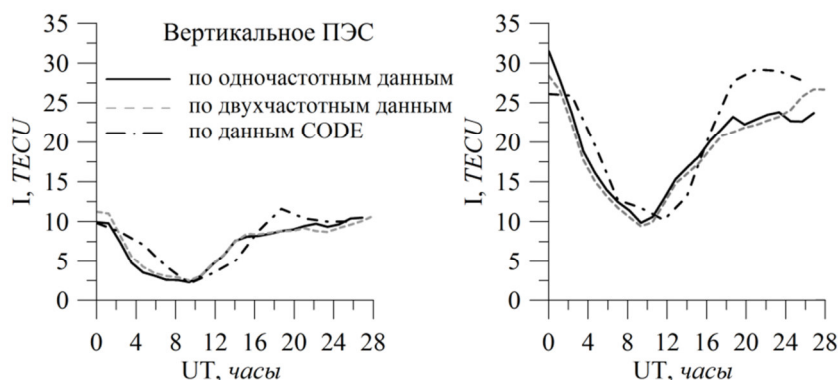 Вертикальное ПЭС
по одночастотным данным
по двухчастотным данным
по данным CODE
I, TECU
35
30
25
20
15
10
5
0
0 4 8 12 16 20 24 28
UT, часы
I, TECU
35
30
25
20
15
10
5
0
0 4 8 12 16 20 24 28
UT, часы